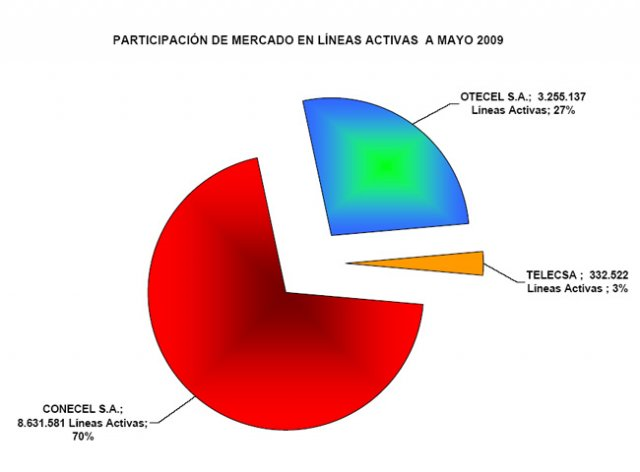 PARTICIPACIÓN DE MERCADO EN LÍNEAS ACTIVAS A MAYO 2009
OTECEL S.A.; 3.255.137
Líneas Activas; 27%
TELECSA ; 332.522
Líneas Activas ; 3%
CONECEL S.A.;
8.631.581 Líneas Activas;
70%